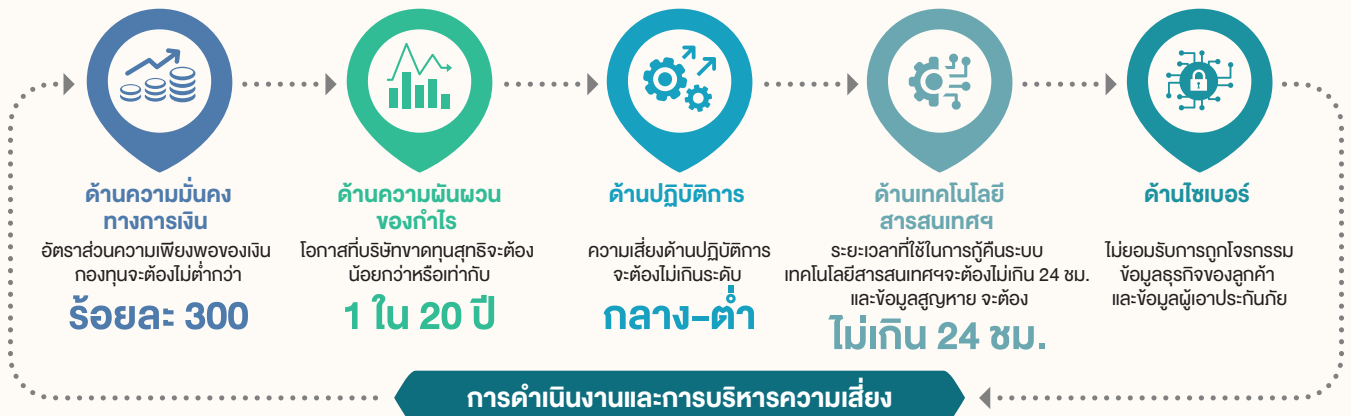 ด้านความมั่นคง
ทางการเงิน
อัตราส่วนความเพียงพอของเงิน
กองทุนจะต้องไม่ต่ำกว่า
ร้อยละ 300
ด้านความผันผวน
ของกำไร
โอกาสที่บริษัทขาดทุนสุทธิจะต้อง
น้อยกว่าหรือเท่ากับ
1 ใน 20 ปี
ด้านปฏิบัติการ
ความเสี่ยงด้านปฏิบัติการ
จะต้องไม่เกินระดับ
กลาง-ต่ำ
ด้านเทคโนโลยี
สารสนเทศฯ
ระยะเวลาที่ใช้ในการกู้คืนระบบ
เทคโนโลยีสารสนเทศฯจะต้องไม่เกิน 24 ชม.
และข้อมูลสูญหาย จะต้อง
ไม่เกิน 24 ชม.
ด้านไซเบอร์
ไม่ยอมรับการถูกโจรกรรม
ข้อมูลธุรกิจของลูกค้า
และข้อมูลผู้เอาประกันภัย
การดำเนินงานและการบริหารความเสี่ยง